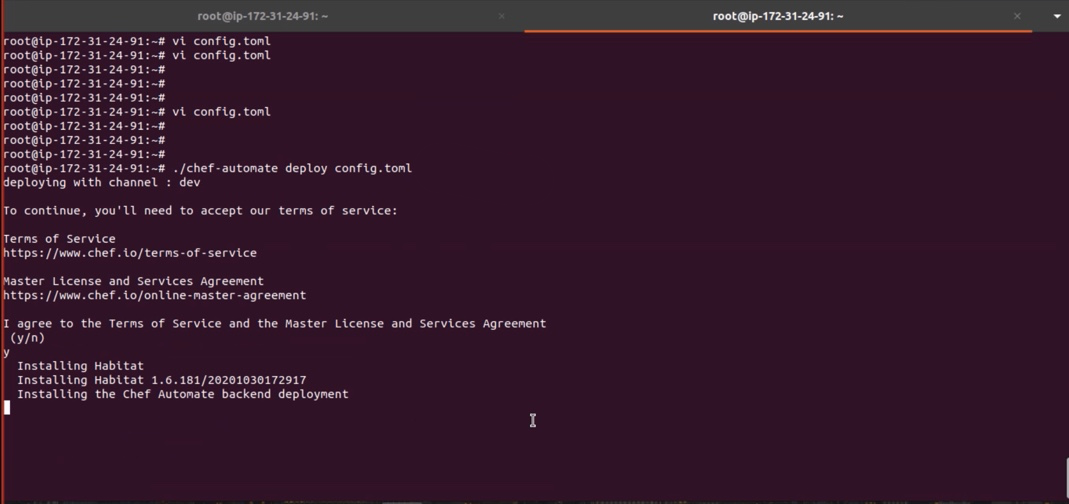 root@ip-172-31-24-91: ~
root@ip-172-31-24-91: ~
root@ip-172-31-24-91:~# vi config.toml
root@ip-172-31-24-91:~# vi config.toml
root@ip-172-31-24-91:~#
root@ip-172-31-24-91:~#
root@ip-172-31-24-91:~#
root@ip-172-31-24-91:~# vi config.toml
root@ip-172-31-24-91:~#
root@ip-172-31-24-91:~#
root@ip-172-31-24-91:~#
root@ip-172-31-24-91:~# ./chef-automate deploy config.toml
deploying with channel : dev
To continue, you'll need to accept our terms of service:
Terms of Service
https://www.chef.io/terms-of-service
Master License and Services Agreement
https://www.chef.io/online-master-agreement
I agree to the Terms of Service and the Master License and Services Agreement
(y/n)
y
Installing Habitat
Installing Habitat 1.6.181/20201030172917
Installing the Chef Automate backend deployment